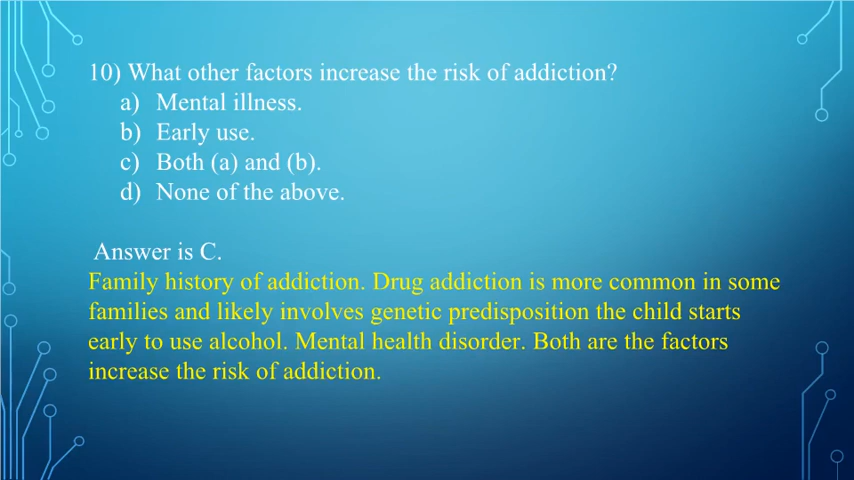 10) What other factors increase the risk of addiction?
a) Mental illness.
b) Early use.
c) Both (a) and (b).
d) None of the above.
Answer is C.
Family history of addiction. Drug addiction is more common in some
families and likely involves genetic predisposition the child starts
early to use alcohol. Mental health disorder. Both are the factors
increase the risk of addiction.